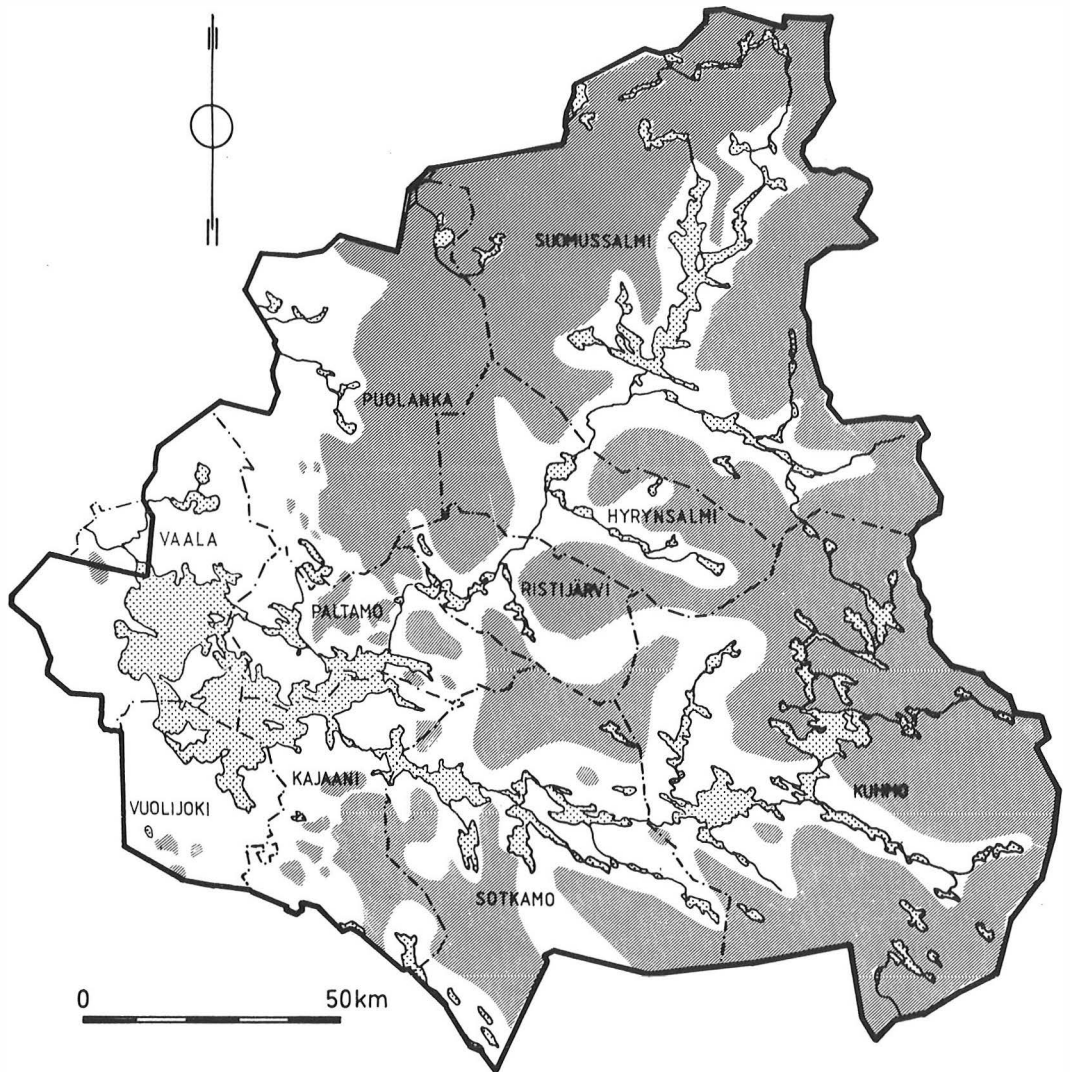 SUOMUSSALMI
PUOLANKA
HYRYNSALMI
VAALA
RISTIJÄRVI
PALTAMO
KAJAANI
KUHMO
VUOLIJOKI
SOTKAMO
0 50km